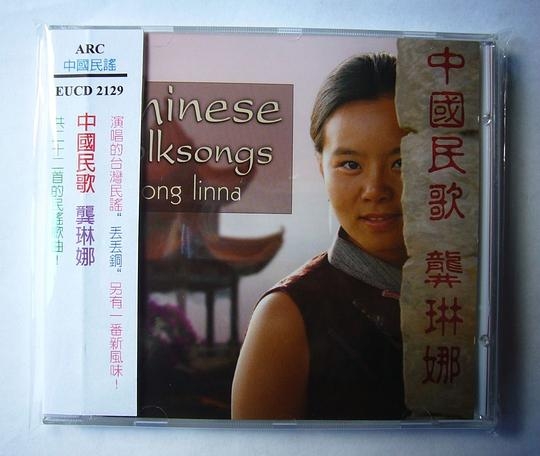 ARC
中國民謠
EUCD 2129
演唱的台灣民謠“丟丟銅”另有一番新風味！
中國民歌 龔琳娜
共二十二首的民謠歌曲！
hinese
lksongs
ong linna
中國民歌 龔琳娜